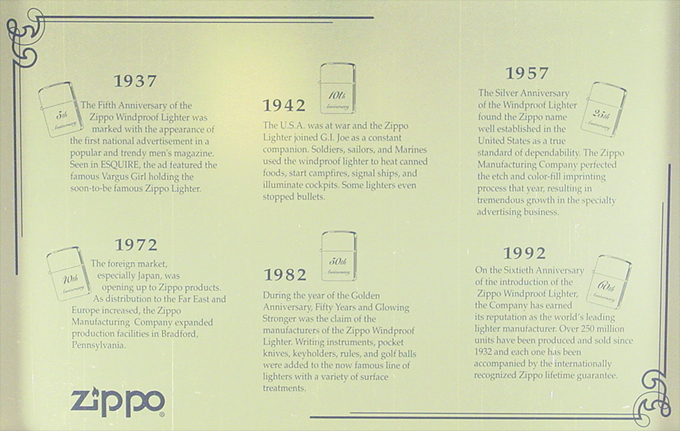 1937
5th
Anniversary
The Fifth Anniversary of the
Zippo Windproof Lighter was
marked with the appearance of
the first national advertisement in a
popular and trendy men's magazine.
Seen in ESQUIRE, the ad featured the
famous Vargus Girl holding the
soon-to-be famous Zippo Lighter.
1942
10th
Anniversary
The U.S.A. was at war and the Zippo
Lighter joined G.I. Joe as a constant
companion. Soldiers, sailors, and Marines
used the windproof lighter to heat canned
foods, start campfires, signal ships, and
illuminate cockpits. Some lighters even
stopped bullets.
1957
25th
Anniversary
The Silver Anniversary
of the Windproof Lighter
found the Zippo name
well established in the
United States as a true
standard of dependability. The Zippo
Manufacturing Company perfected
the etch and color-fill imprinting
process that year, resulting in
tremendous growth in the specialty
advertising business.
1972
40th
Anniversary
The foreign market,
especially Japan, was
opening up to Zippo products.
As distribution to the Far East and
Europe increased, the Zippo
Manufacturing Company expanded
production facilities in Bradford,
Pennsylvania.
1982
50th
Anniversary
During the year of the Golden
Anniversary, Fifty Years and Glowing
Stronger was the claim of the
manufacturers of the Zippo Windproof
Lighter. Writing instruments, pocket
knives, keyholders, rules, and golf balls
were added to the now famous line of
lighters with a variety of surface
treatments.
1992
60th
Anniversary
On the Sixtieth Anniversary
of the introduction of the
Zippo Windproof Lighter,
the Company has earned
its reputation as the world's leading
lighter manufacturer. Over 250 million
units have been produced and sold since
1932 and each one has been
accompanied by the internationally
recognized Zippo lifetime guarantee.
Zippo®